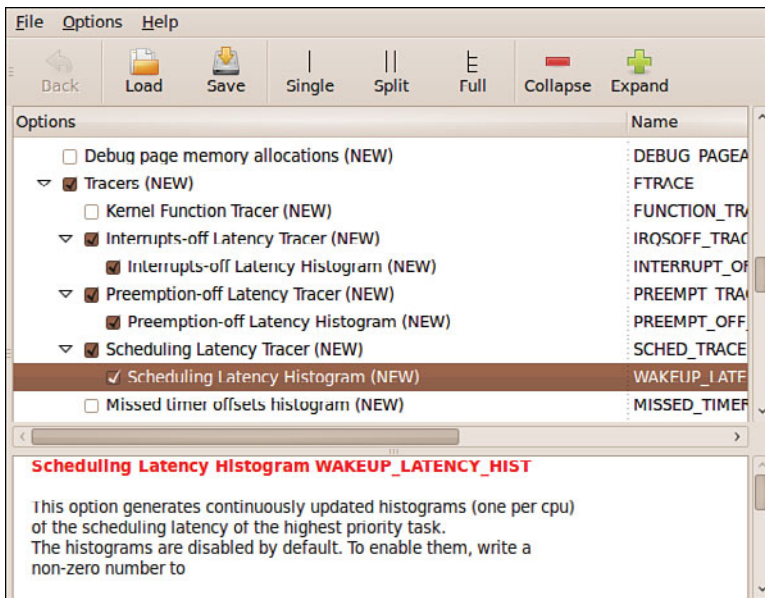 File Options Help
Back Load Save Single Split Full Collapse Expand
Options Name
Debug page memory allocations (NEW) DEBUG_PAGEA
Tracers (NEW) FTRACE
Kernel Function Tracer (NEW) FUNCTION_TRA
Interrupts-off Latency Tracer (NEW) IRQSOFF_TRAC
Interrupts-off Latency Histogram (NEW) INTERRUPT_OF
Preemption-off Latency Tracer (NEW) PREEMPT_TRA
Preemption-off Latency Histogram (NEW) PREEMPT_OFF_
Scheduling Latency Tracer (NEW) SCHED_TRACE
Scheduling Latency Histogram (NEW) WAKEUP_LATE
Missed timer offsets histogram (NEW) MISSED_TIMER
Scheduling Latency Histogram WAKEUP_LATENCY_HIST
This option generates continuously updated histograms (one per cpu)
of the scheduling latency of the highest priority task.
The histograms are disabled by default. To enable them, write a
non-zero number to